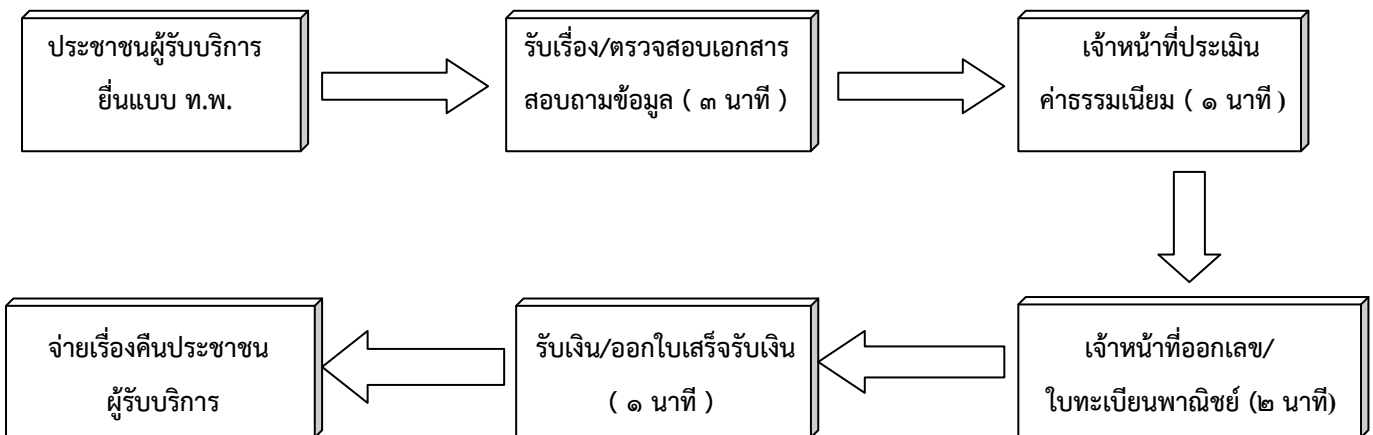 ประชาชนผู้รับบริการ
ยื่นแบบ ท.พ.
รับเรื่อง/ตรวจสอบเอกสาร
สอบถามข้อมูล ( ๓ นาที )
เจ้าหน้าที่ประเมิน
ค่าธรรมเนียม ( ๑ นาที )
เจ้าหน้าที่ออกเลข/
ใบทะเบียนพาณิชย์ (๒ นาที)
รับเงิน/ออกใบเสร็จรับเงิน
( ๑ นาที )
จ่ายเรื่องคืนประชาชน
ผู้รับบริการ